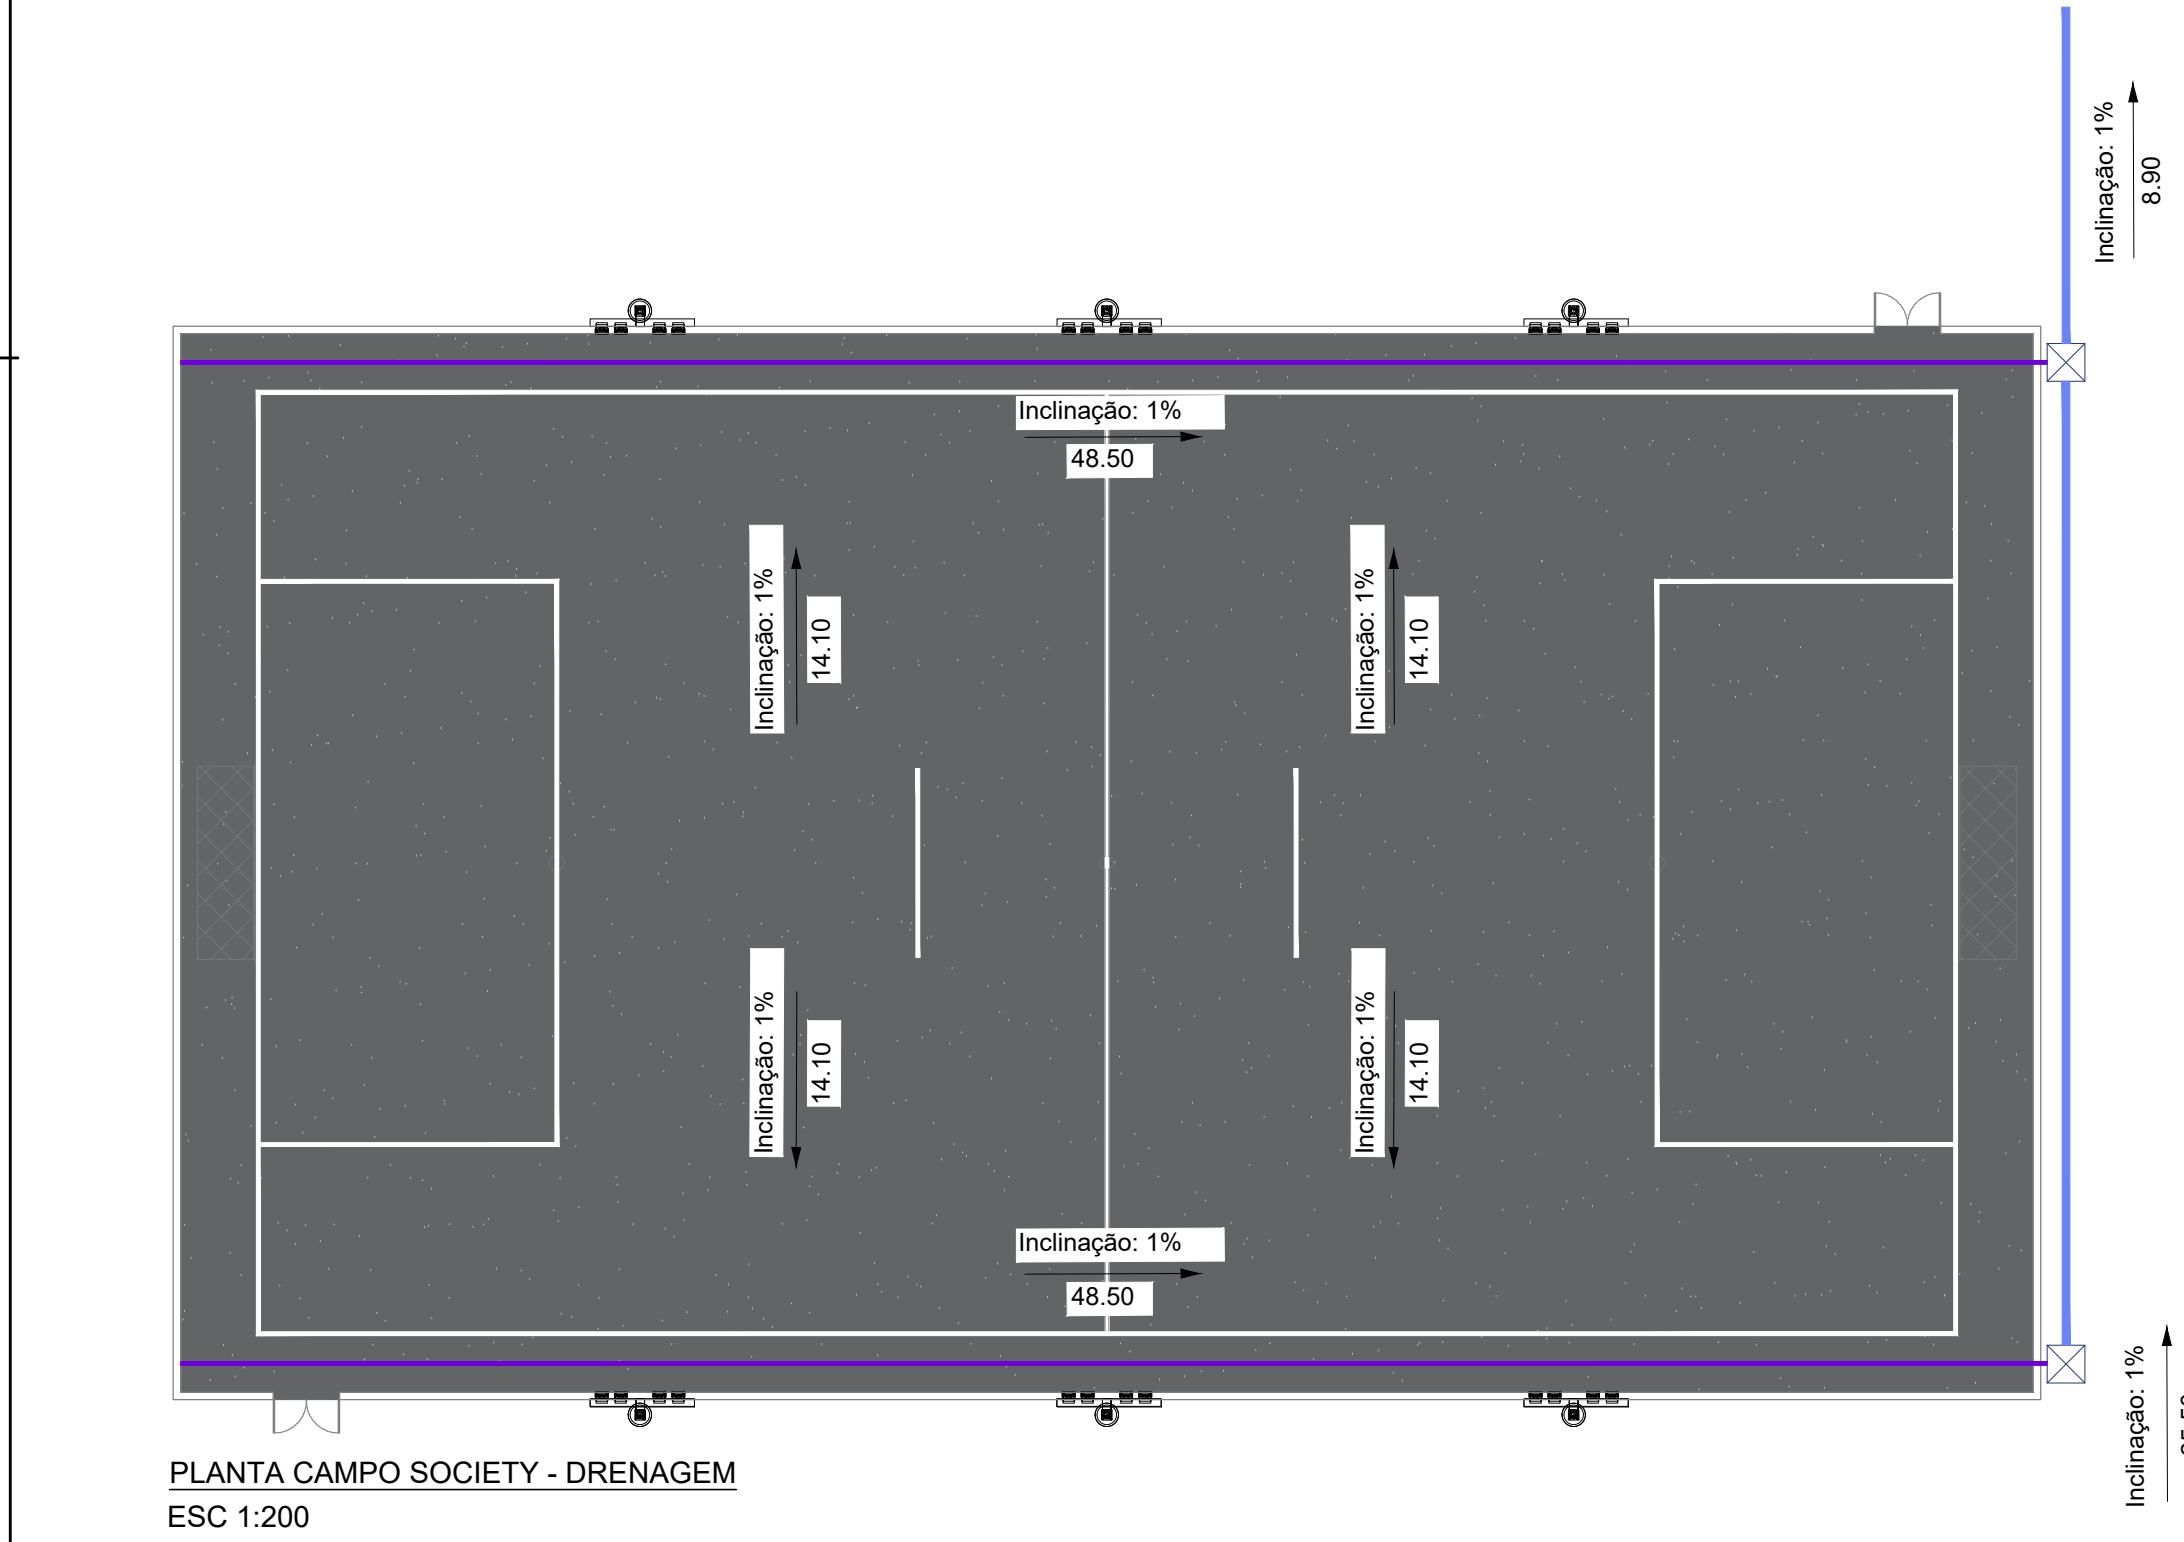 Inclinação: 1%
8.90
Inclinação: 1%
48.50
Inclinação: 1%
14.10
Inclinação: 1%
14.10
Inclinação: 1%
14.10
Inclinação: 1%
14.10
Inclinação: 1%
48.50
Inclinação: 1%
PLANTA CAMPO SOCIETY - DRENAGEM
ESC 1:200